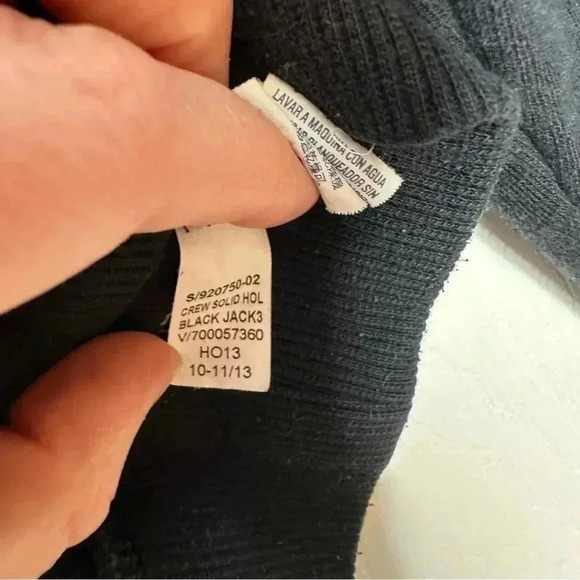 LAVAR A MAQUINA CON AGUA
BLANQUEADOR SIN
S/920750-02
CREW SOLID HOL
BLACK JACK3
V/700057360
HO13
10-11/13